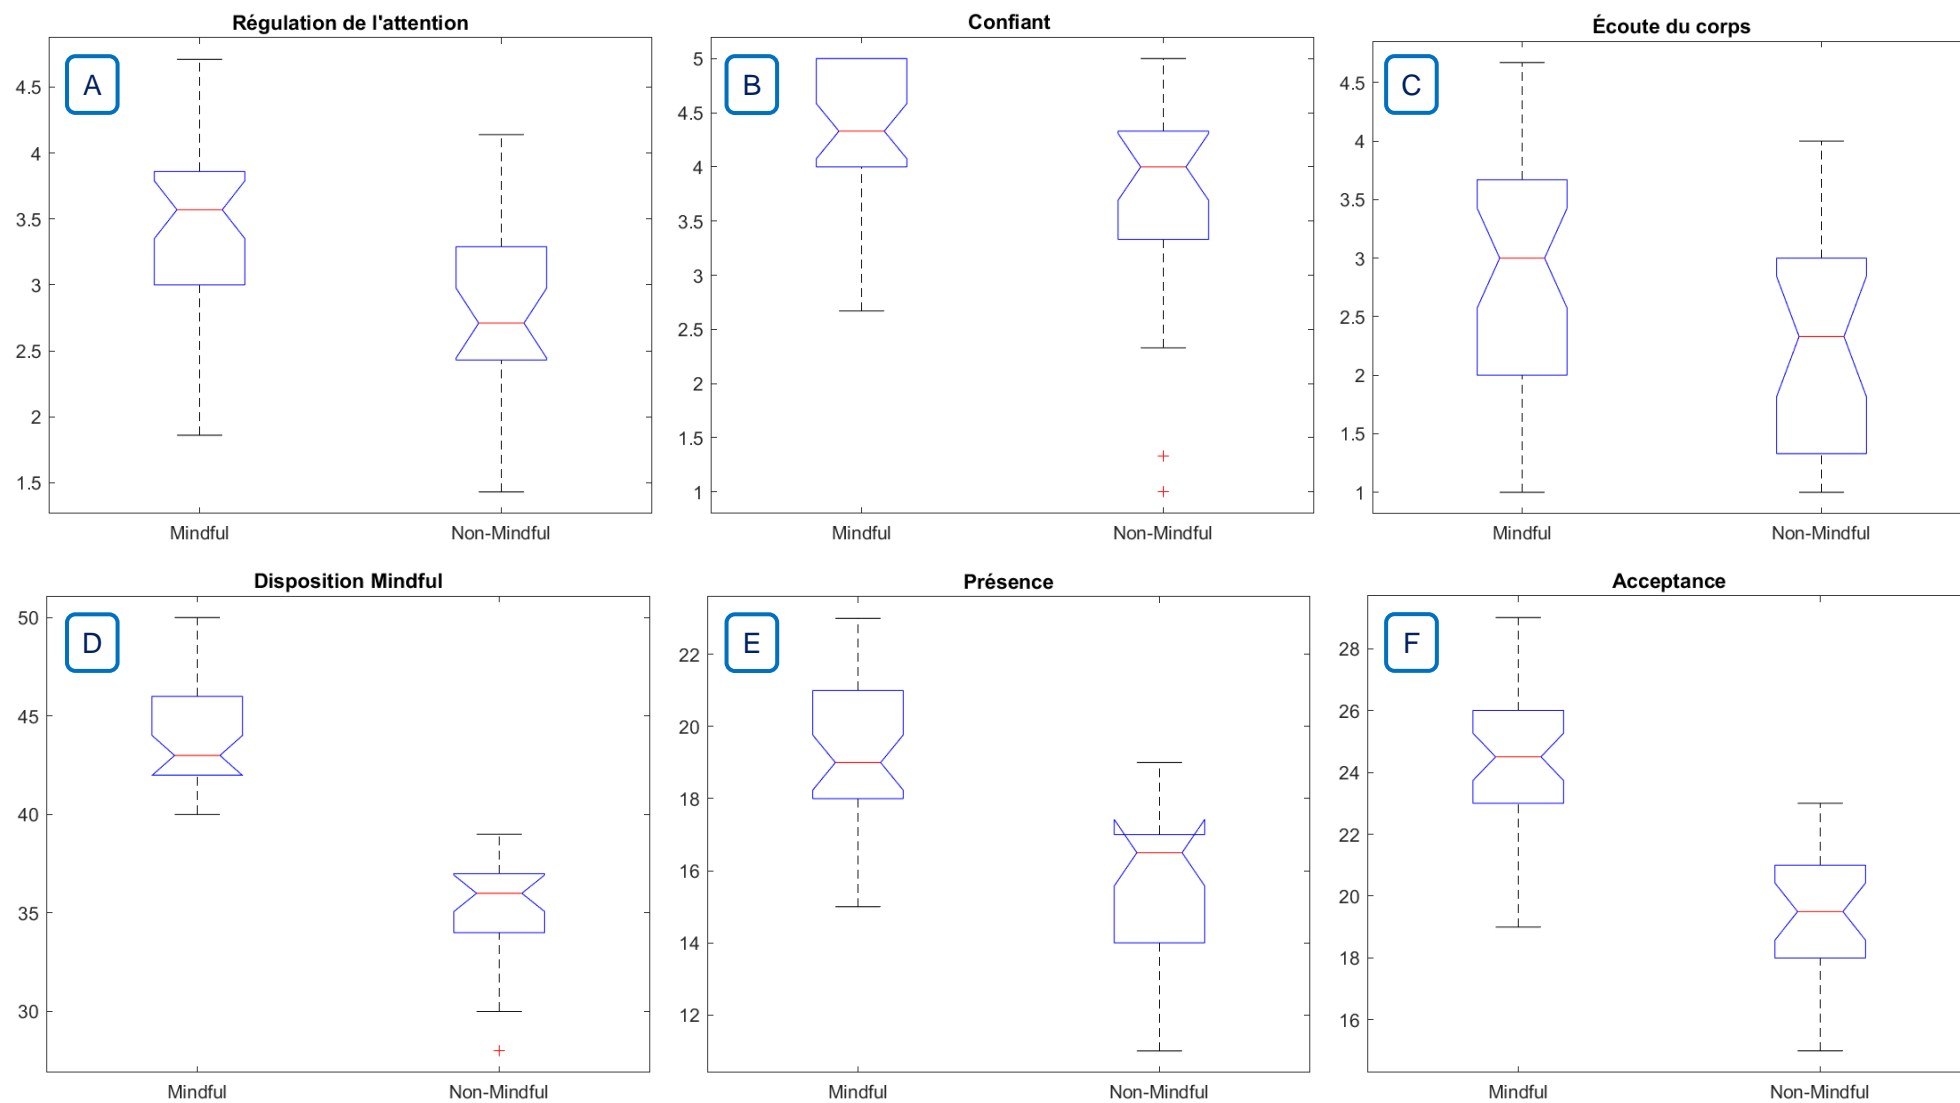 Régulation de l'attention
A
4.5
4
3.5
3
2.5
2
1.5
Mindful Non-Mindful
Confiant
B
5
4.5
4
3.5
3
2.5
2
1.5
1
Mindful Non-Mindful
Écoute du corps
C
4.5
4
3.5
3
2.5
2
1.5
1
Mindful Non-Mindful
Disposition Mindful
D
50
45
40
35
30
Mindful Non-Mindful
Présence
E
22
20
18
16
14
12
Mindful Non-Mindful
Acceptance
F
28
26
24
22
20
18
16
Mindful Non-Mindful